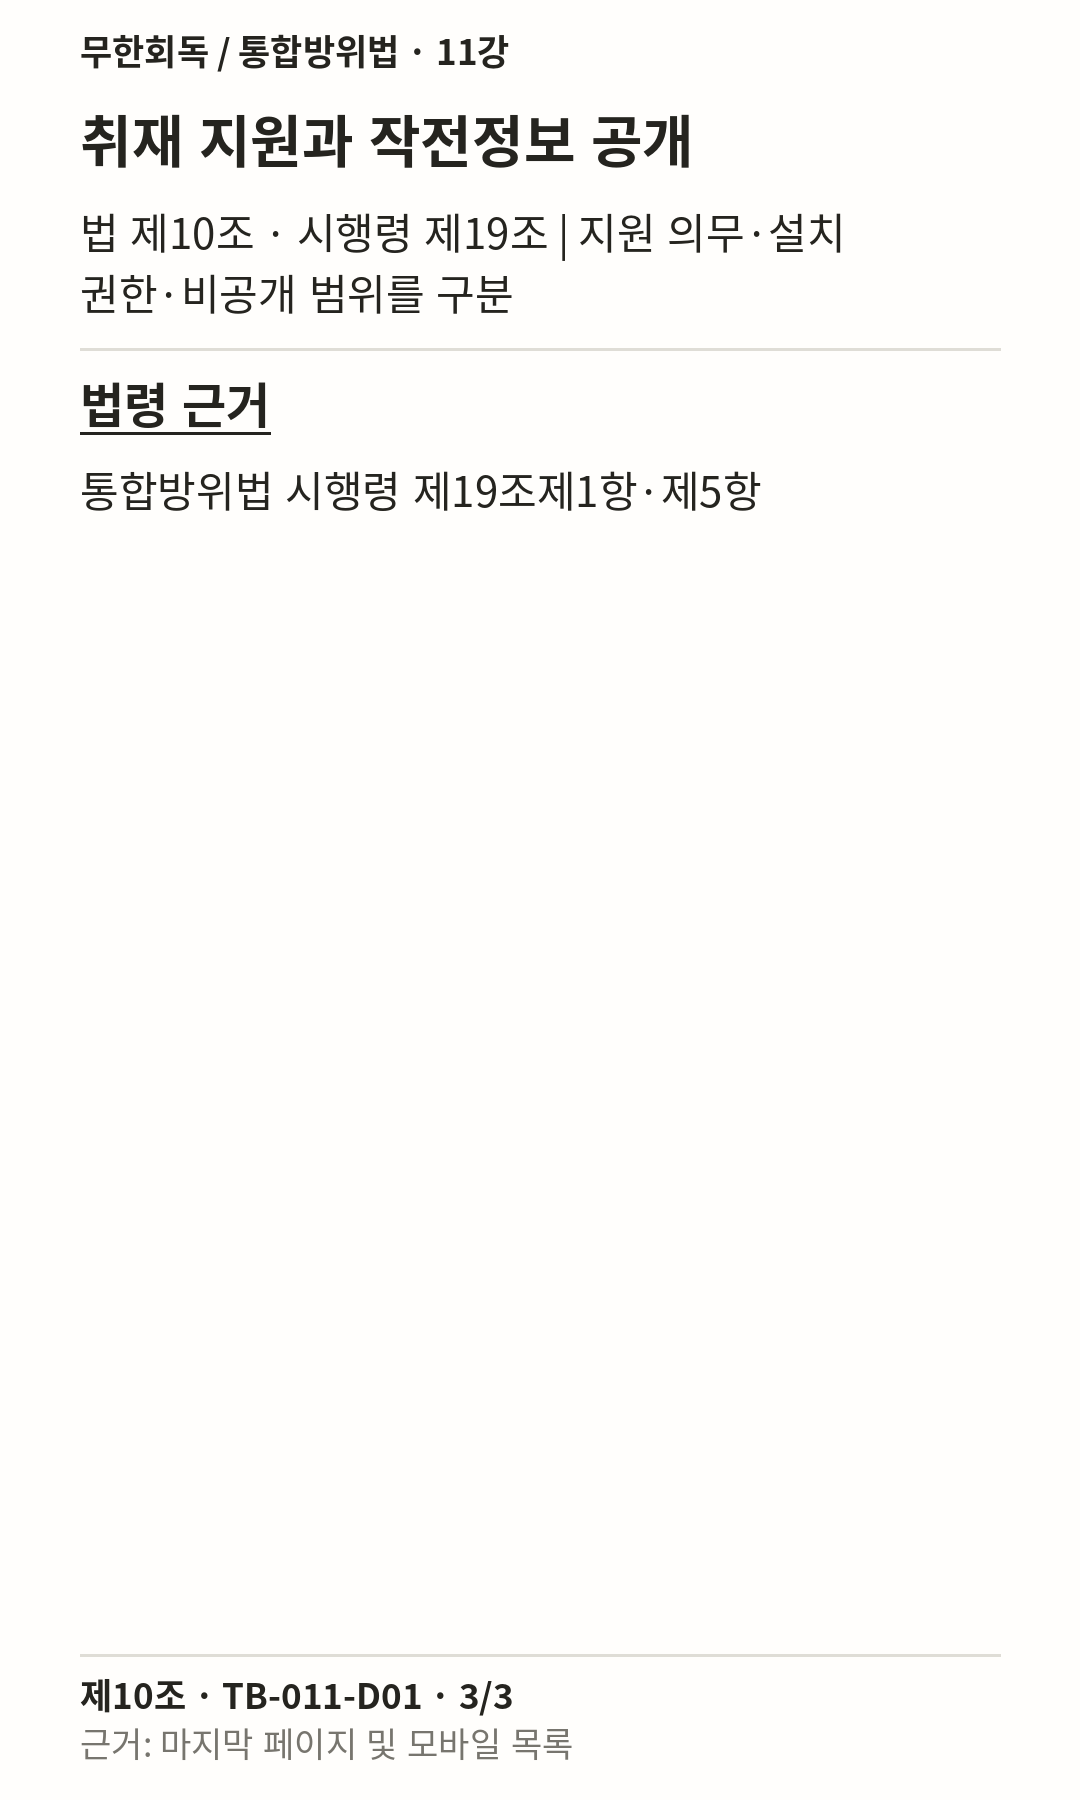 무한회독 / 통합방위법 · 11강
취재 지원과 작전정보 공개
법 제10조 · 시행령 제19조 | 지원 의무·설치
권한·비공개 범위를 구분
법령 근거
통합방위법 시행령 제19조제1항·제5항
제10조 · TB-011-D01 · 3/3
근거: 마지막 페이지 및 모바일 목록